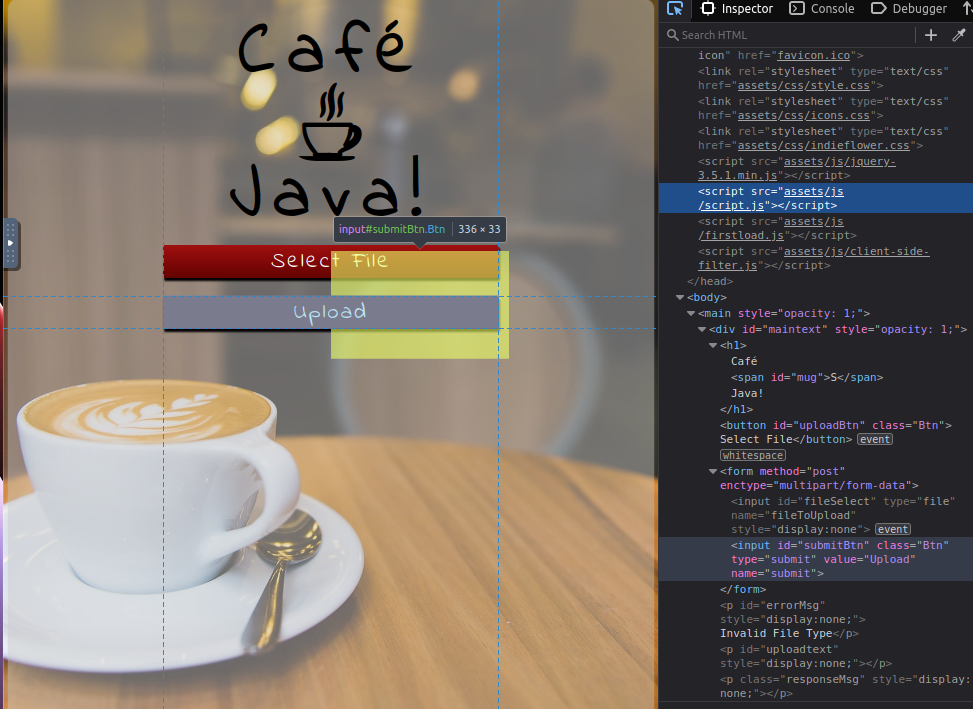 Café
Java!
input#submitBtn.Btn 336 × 33
Select File
Upload
Inspector Console Debugger
Search HTML
icon" href="favicon.ico">
<link rel="stylesheet" type="text/css"
href="assets/css/style.css">
<link rel="stylesheet" type="text/css"
href="assets/css/icons.css">
<link rel="stylesheet" type="text/css"
href="assets/css/indieflower.css">
<script src="assets/js/jquery-
3.5.1.min.js"></script>
<script src="assets/js
/script.js"></script>
<script src="assets/js
/firstload.js"></script>
<script src="assets/js/client-side-
filter.js"></script>
</head>
<body>
<main style="opacity: 1;">
<div id="maintext" style="opacity: 1;">
<h1>
Café
<span id="mug">S</span>
Java!
</h1>
<button id="uploadBtn" class="Btn">
Select File</button> event
whitespace
<form method="post"
enctype="multipart/form-data">
<input id="fileSelect" type="file"
name="fileToUpload"
style="display:none"> event
<input id="submitBtn" class="Btn"
type="submit" value="Upload"
name="submit">
</form>
<p id="errorMsg"
style="display:none;">
Invalid File Type</p>
<p id="uploadtext"
style="display:none;"></p>
<p class="responseMsg" style="display:
none;"></p>